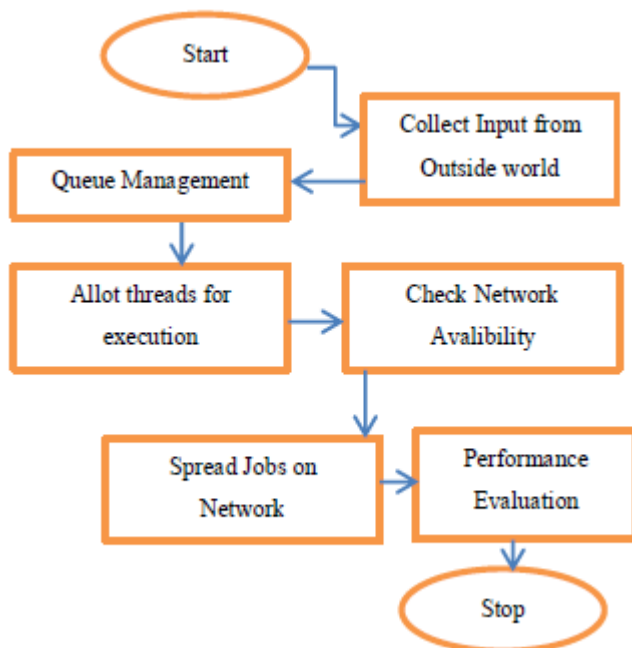 Start
Collect Input from
Outside world
Queue Management
Allot threads for
execution
Check Network
Avalibility
Spread Jobs on
Network
Performance
Evaluation
Stop